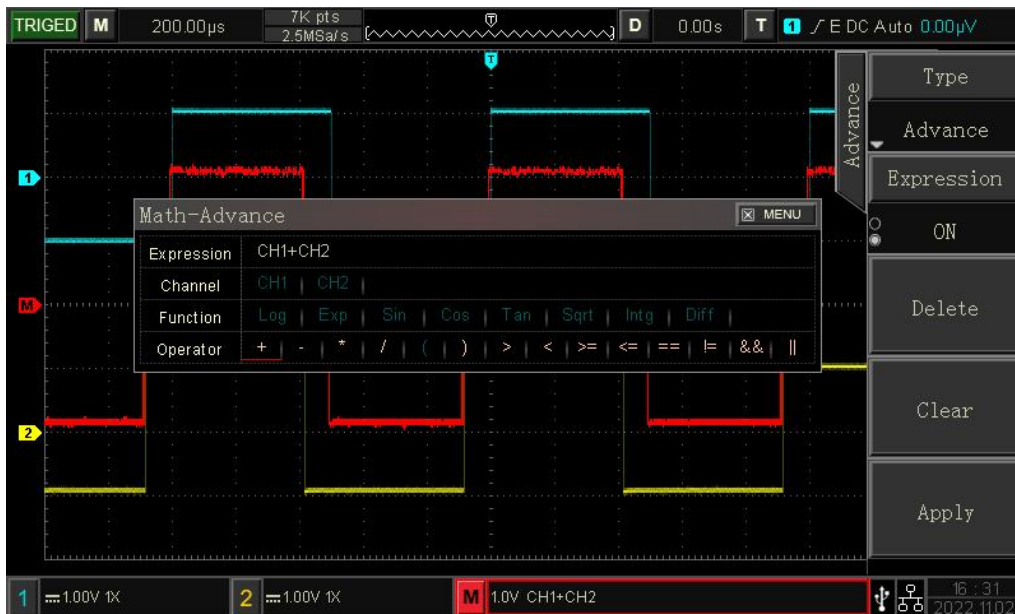 TRIGED M 200.00μs 7K pts 2.5MSa/s T D 0.00s T 1 E DC Auto 0.00μV
T
Advance
Type
Advance
Expression
ON
Delete
Clear
Apply
1
M
2
Math-Advance MENU
Expression CH1+CH2
Channel CH1 | CH2 |
Function Log | Exp | Sin | Cos | Tan | Sqrt | Intg | Diff |
Operator + | - | * | / | ( | ) | > | < | >= | <= | == | != | && | ||
1 1.00V 1X 2 1.00V 1X M 1.0V CH1+CH2
16:31
2022.11.02